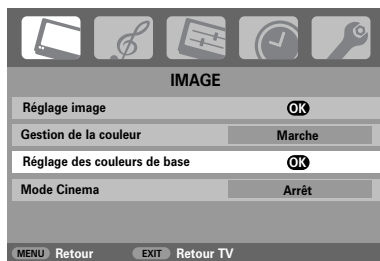 IMAGE
Réglage image OK
Gestion de la couleur Marche
Réglage des couleurs de base OK
Mode Cinema Arrêt
MENU Retour EXIT Retour TV